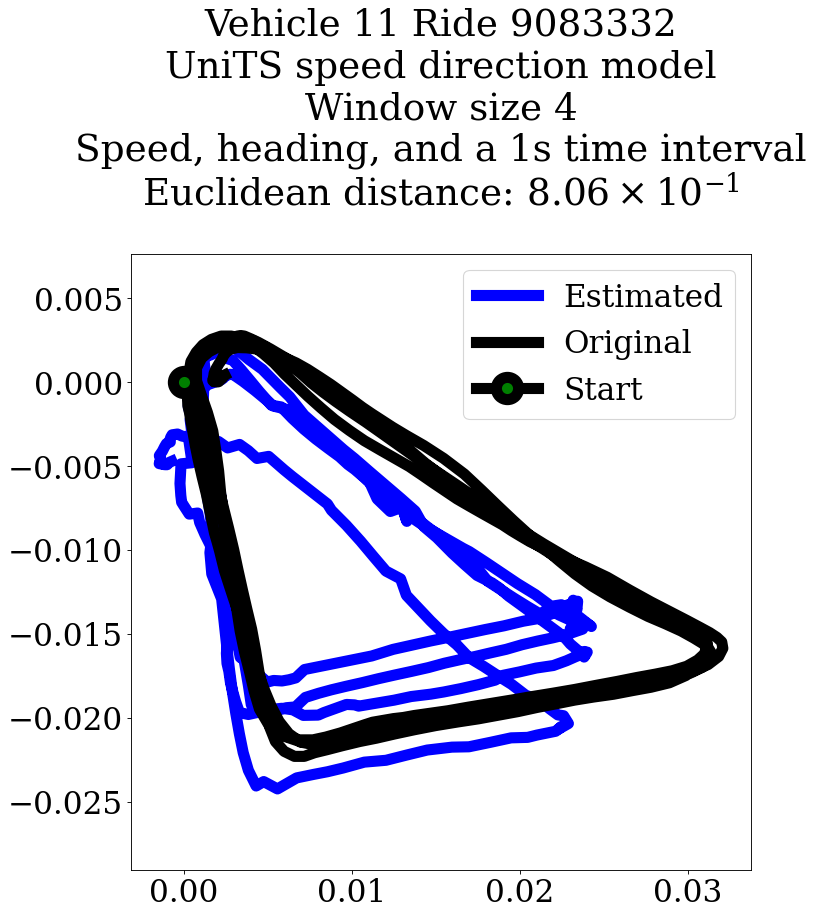 Vehicle 11 Ride 9083332
UniTS speed direction model
Window size 4
Speed, heading, and a 1s time interval
Euclidean distance: 8.06 × 10⁻¹
Estimated
Original
Start
0.005
0.000
−0.005
−0.010
−0.015
−0.020
−0.025
0.00 0.01 0.02 0.03